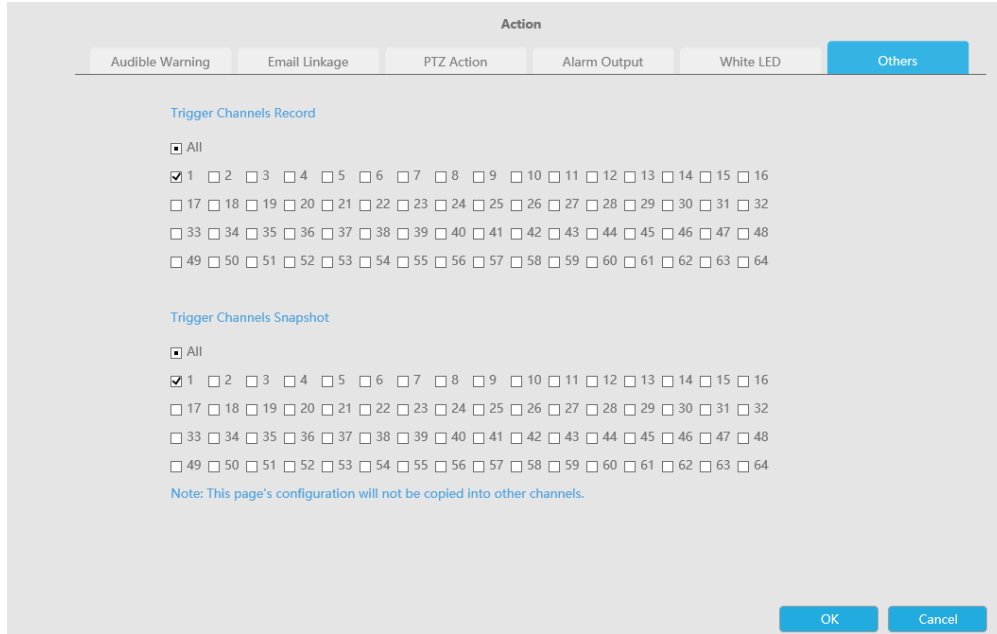 Action
Audible Warning Email Linkage PTZ Action Alarm Output White LED Others
Trigger Channels Record
All
1 2 3 4 5 6 7 8 9 10 11 12 13 14 15 16
17 18 19 20 21 22 23 24 25 26 27 28 29 30 31 32
33 34 35 36 37 38 39 40 41 42 43 44 45 46 47 48
49 50 51 52 53 54 55 56 57 58 59 60 61 62 63 64
Trigger Channels Snapshot
All
1 2 3 4 5 6 7 8 9 10 11 12 13 14 15 16
17 18 19 20 21 22 23 24 25 26 27 28 29 30 31 32
33 34 35 36 37 38 39 40 41 42 43 44 45 46 47 48
49 50 51 52 53 54 55 56 57 58 59 60 61 62 63 64
Note: This page's configuration will not be copied into other channels.
OK Cancel